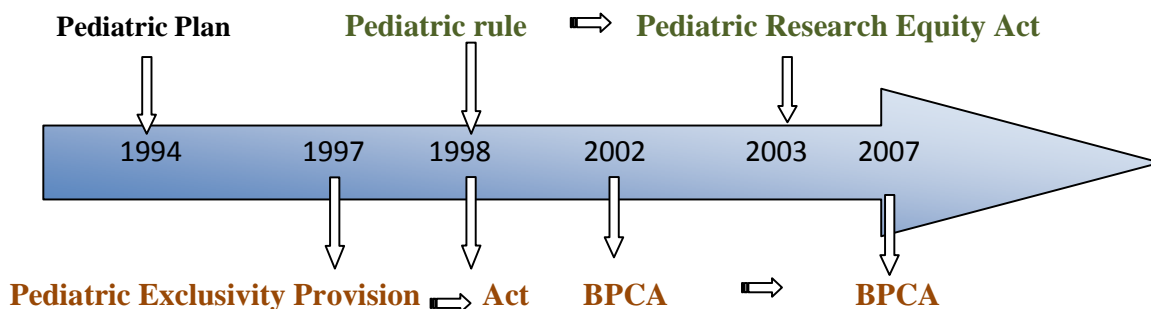 Pediatric Plan Pediatric rule Pediatric Research Equity Act
1994 1997 1998 2002 2003 2007
Pediatric Exclusivity Provision Act BPCA BPCA